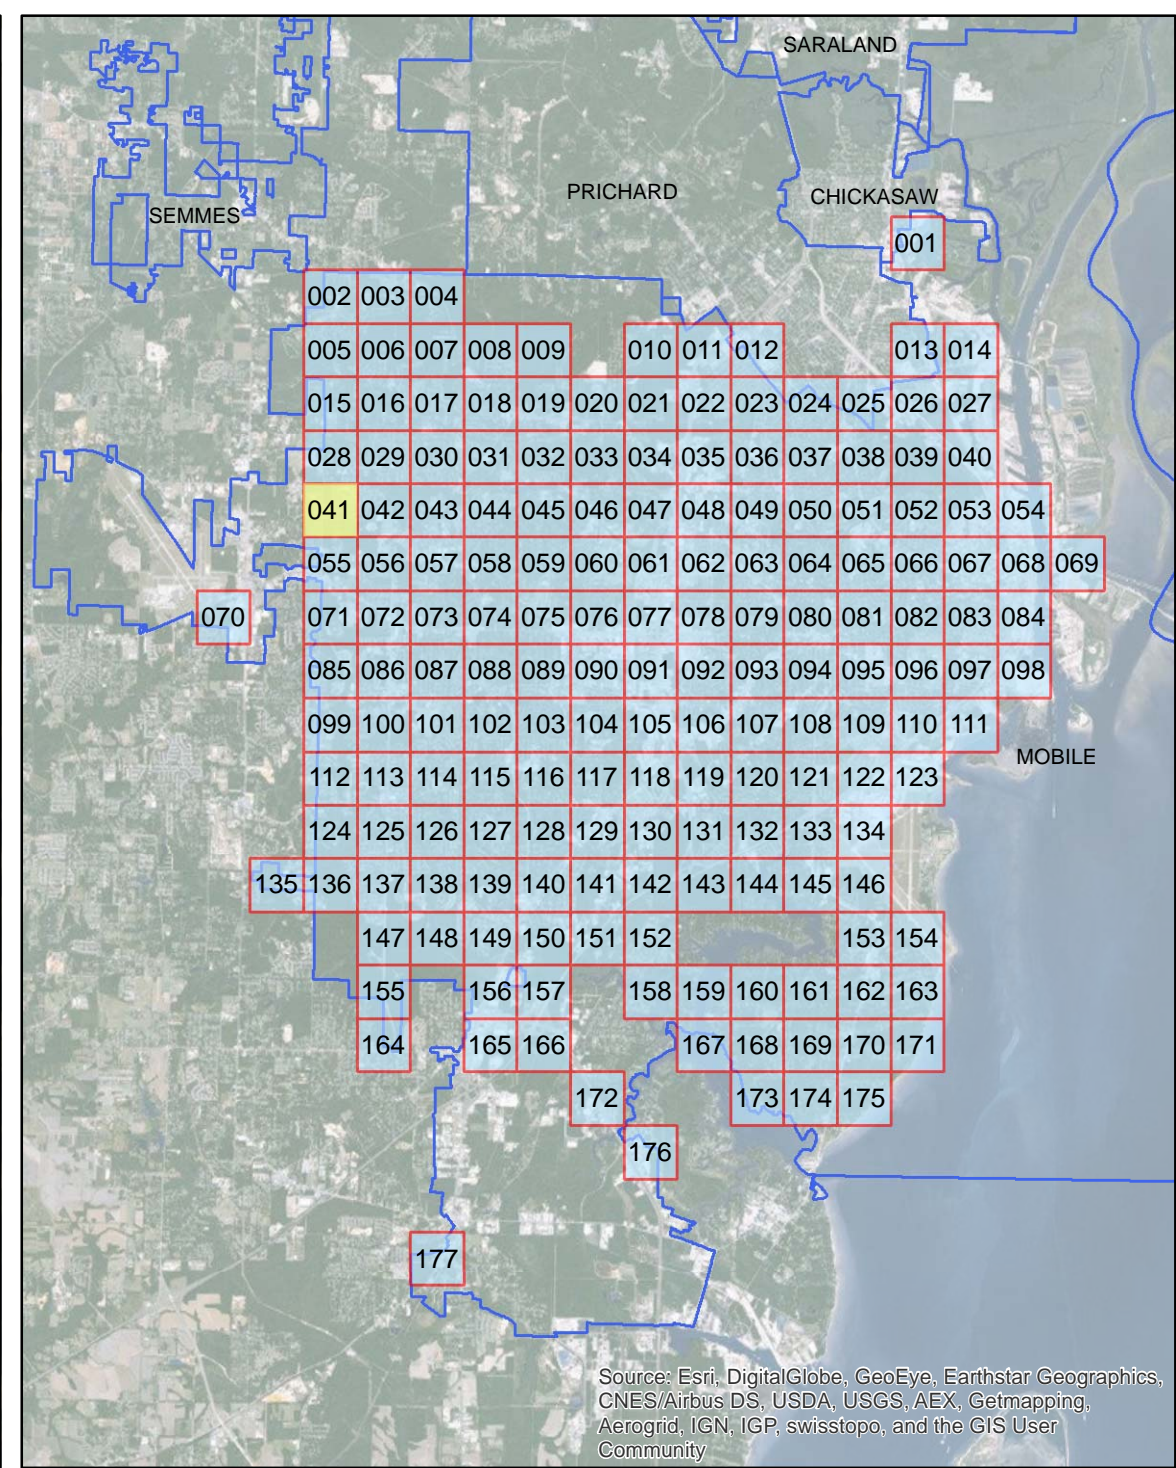 SARALAND
PRICHARD
CHICKASAW
SEMMES
001
002 003 004
005 006 007 008 009 010 011 012 013 014
015 016 017 018 019 020 021 022 023 024 025 026 027
028 029 030 031 032 033 034 035 036 037 038 039 040
041 042 043 044 045 046 047 048 049 050 051 052 053 054
055 056 057 058 059 060 061 062 063 064 065 066 067 068 069
070 071 072 073 074 075 076 077 078 079 080 081 082 083 084
085 086 087 088 089 090 091 092 093 094 095 096 097 098
099 100 101 102 103 104 105 106 107 108 109 110 111
MOBILE
112 113 114 115 116 117 118 119 120 121 122 123
124 125 126 127 128 129 130 131 132 133 134
135 136 137 138 139 140 141 142 143 144 145 146
147 148 149 150 151 152 153 154
155 156 157 158 159 160 161 162 163
164 165 166 167 168 169 170 171
172 173 174 175
176
177
Source: Esri, DigitalGlobe, GeoEye, Earthstar Geographics,
CNES/Airbus DS, USDA, USGS, AEX, Getmapping,
Aerogrid, IGN, IGP, swisstopo, and the GIS User
Community